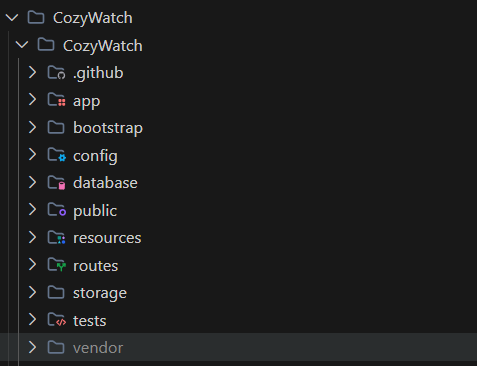 CozyWatch
CozyWatch
.github
app
bootstrap
config
database
public
resources
routes
storage
tests
vendor